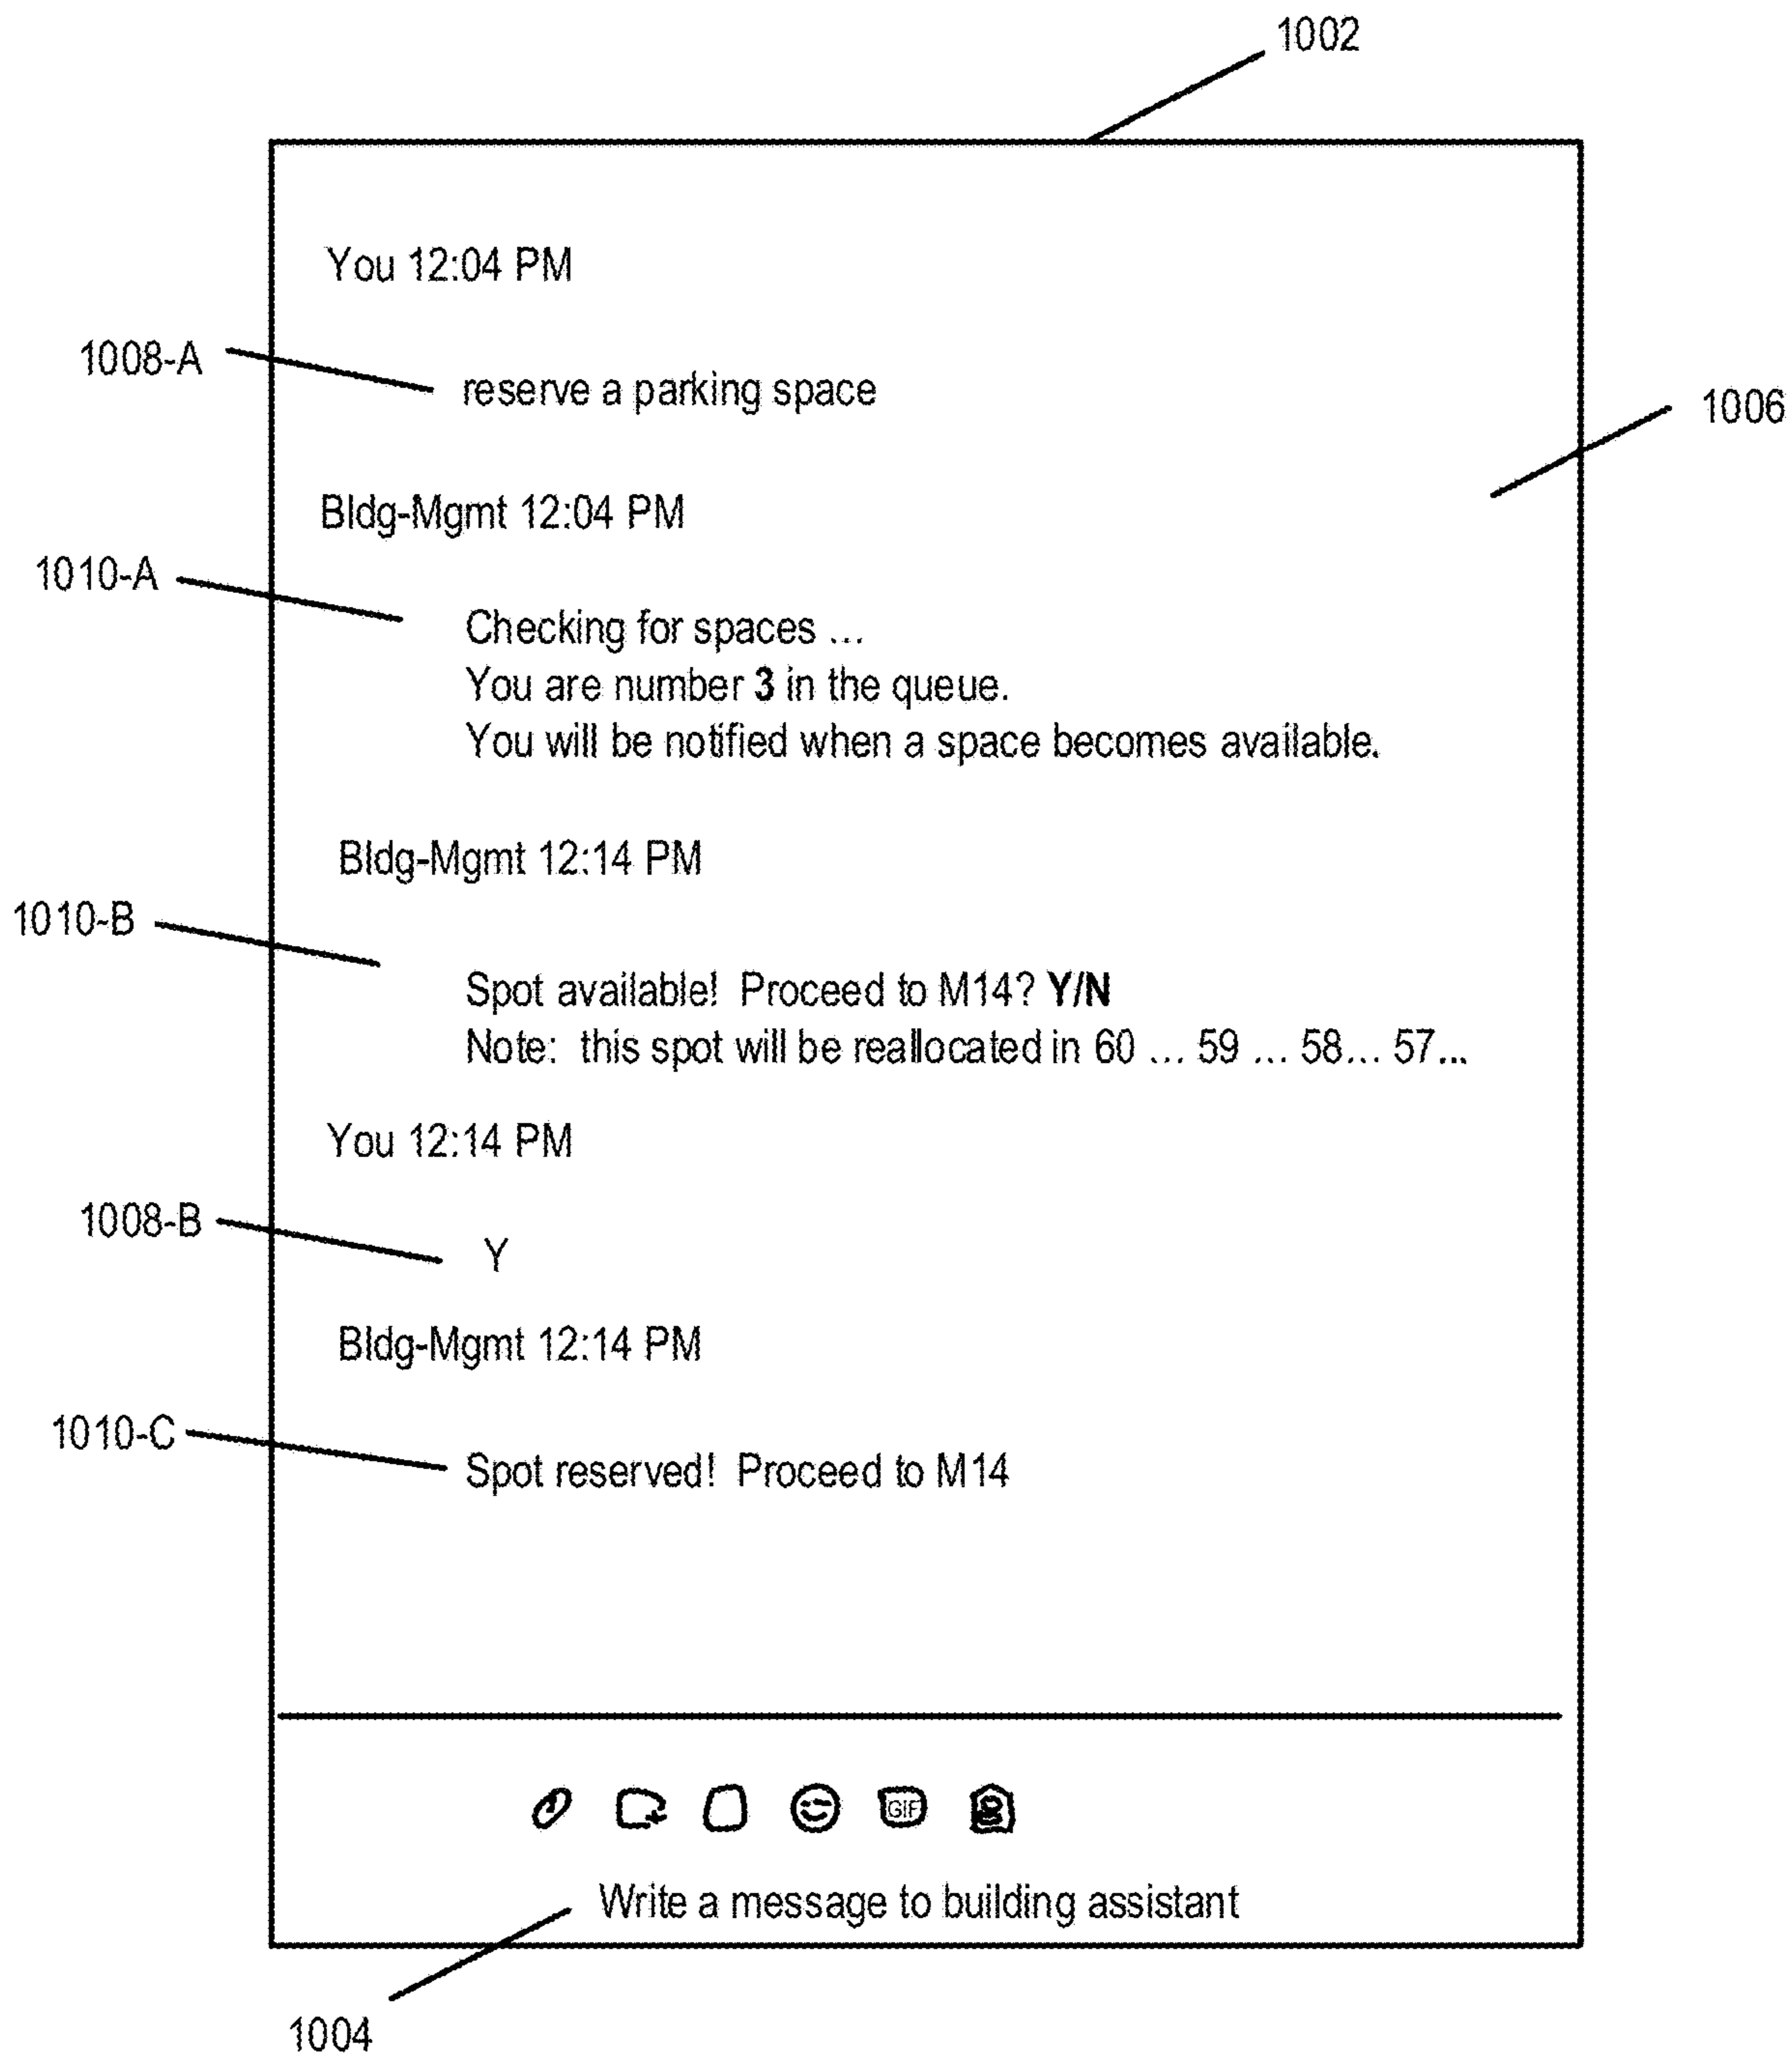 1002
You 12:04 PM
1008-A
reserve a parking space
1006
Bldg-Mgmt 12:04 PM
1010-A
Checking for spaces ...
You are number 3 in the queue.
You will be notified when a space becomes available.
Bldg-Mgmt 12:14 PM
1010-B
Spot available! Proceed to M14? Y/N
Note: this spot will be reallocated in 60 ... 59 ... 58... 57...
You 12:14 PM
1008-B
Y
Bldg-Mgmt 12:14 PM
1010-C
Spot reserved! Proceed to M14
GIF
Write a message to building assistant
1004